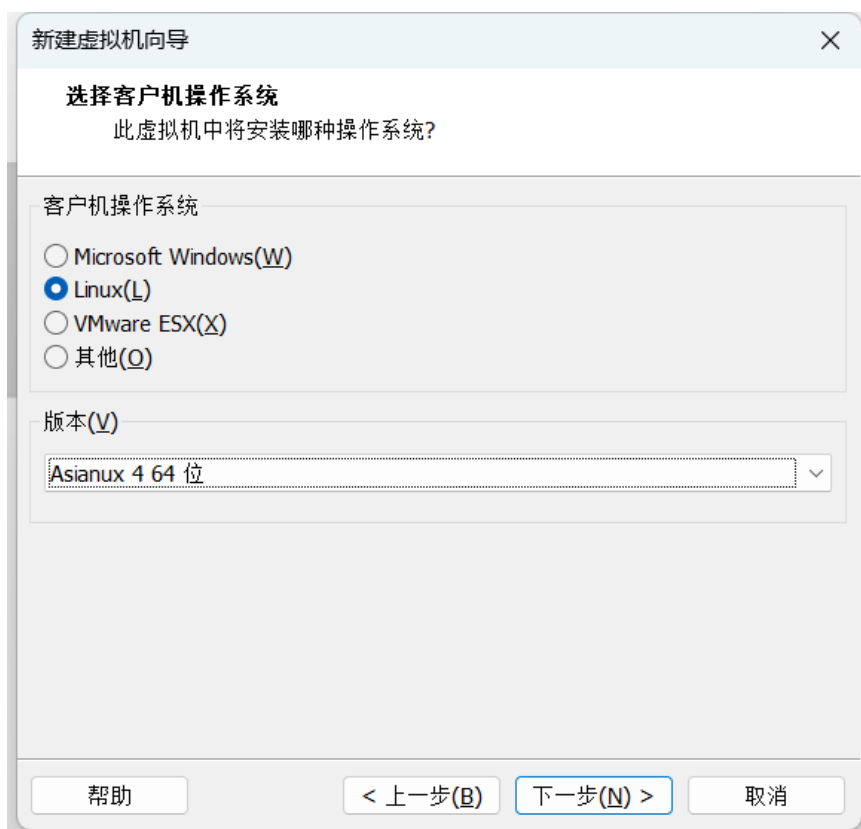 新建虚拟机向导
选择客户机操作系统
此虚拟机中将安装哪种操作系统?
客户机操作系统
Microsoft Windows(W)
Linux(L)
VMware ESX(X)
其他(O)
版本(V)
Asianux 4 64 位
帮助
< 上一步(B)
下一步(N) >
取消